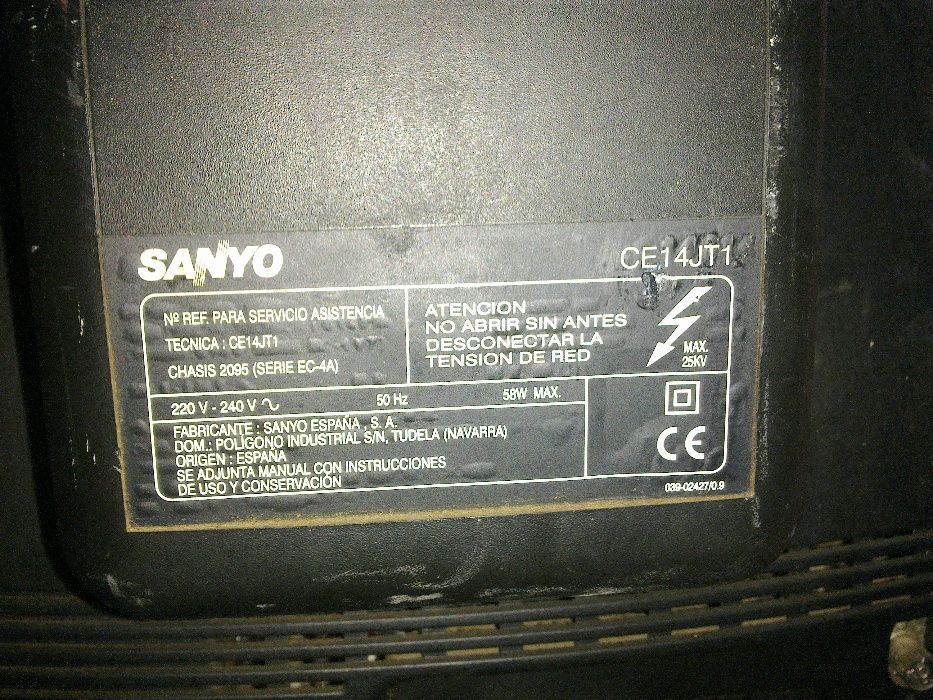 SANYO
CE14JT1
Nº REF. PARA SERVICIO ASISTENCIA
TECNICA : CE14JT1
CHASIS 2095 (SERIE EC-4A)
ATENCION
NO ABRIR SIN ANTES
DESCONECTAR LA
TENSION DE RED
MAX.
25KV
220 V - 240 V ~ 50 Hz 58W MAX.
FABRICANTE : SANYO ESPAÑA , S. A.
DOM.: POLÍGONO INDUSTRIAL S/N, TUDELA (NAVARRA)
ORIGEN : ESPAÑA
SE ADJUNTA MANUAL CON INSTRUCCIONES
DE USO Y CONSERVACIÓN
CE
039-02427/0.9